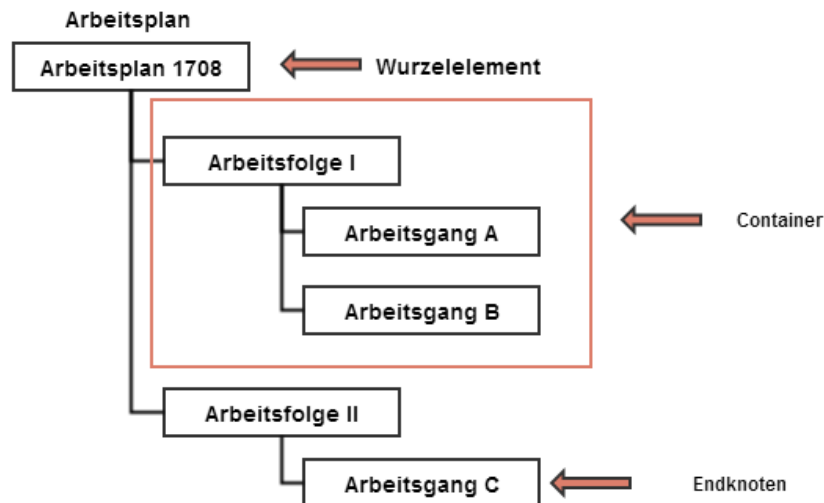 Arbeitsplan
Arbeitsplan 1708
Wurzelelement
Arbeitsfolge I
Arbeitsgang A
Container
Arbeitsgang B
Arbeitsfolge II
Arbeitsgang C
Endknoten